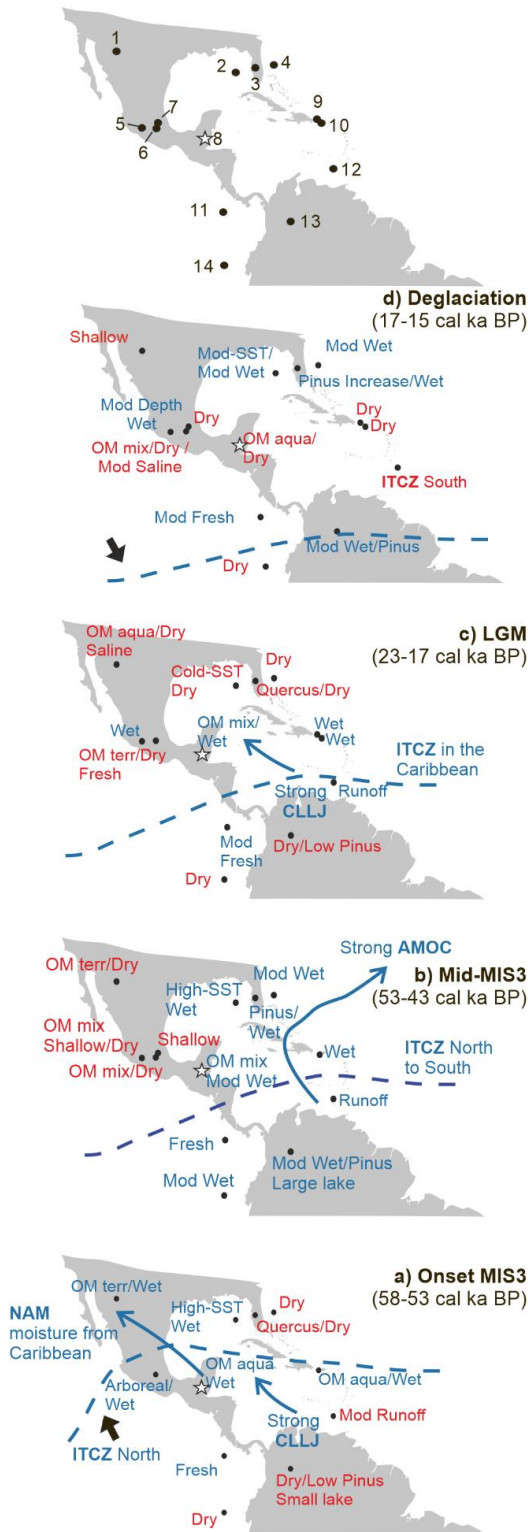 1
2
3
4
5
6
7
8
9
10
11
12
13
14
d) Deglaciation
(17-15 cal ka BP)
Shallow
Mod-SST/
Mod Wet
Mod Wet
Pinus Increase/Wet
Mod Depth
Wet
Dry
OM mix/Dry /
Mod Saline
OM aqua/
Dry
Dry
Dry
ITCZ South
Mod Fresh
Mod Wet/Pinus
Dry
c) LGM
(23-17 cal ka BP)
OM aqua/Dry
Saline
Cold-SST
Dry
Dry
Quercus/Dry
Wet
OM terr/Dry
Fresh
OM mix/
Wet
Wet
Wet
ITCZ in the
Caribbean
Strong
CLLJ
Runoff
Mod
Fresh
Dry/Low Pinus
Dry
Strong AMOC
b) Mid-MIS3
(53-43 cal ka BP)
OM terr/Dry
High-SST
Wet
Mod Wet
Pinus/
Wet
OM mix
Shallow/Dry
Shallow
OM mix/Dry
OM mix
Mod Wet
Wet
ITCZ North
to South
Runoff
Fresh
Mod Wet
Mod Wet/Pinus
Large lake
a) Onset MIS3
(58-53 cal ka BP)
OM terr/Wet
NAM
moisture from
Caribbean
High-SST
Wet
Dry
Quercus/Dry
Arboreal/
Wet
OM aqua
Wet
OM aqua/Wet
ITCZ North
Strong
CLLJ
Mod Runoff
Fresh
Dry/Low Pinus
Small lake
Dry